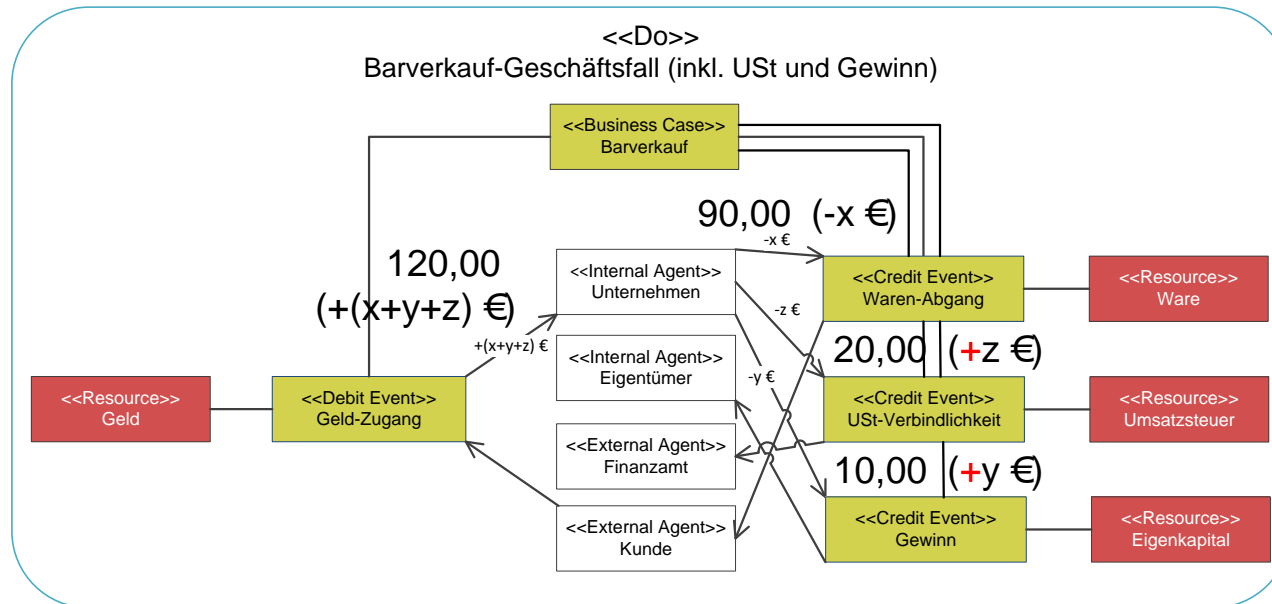 <<Do>>
Barverkauf-Geschäftsfall (inkl. USt und Gewinn)
<<Business Case>>
Barverkauf
90,00 (-x €)
-x €
120,00
(+(x+y+z) €)
+(x+y+z) €
<<Internal Agent>>
Unternehmen
<<Credit Event>>
Waren-Abgang
<<Resource>>
Ware
-z €
20,00 (+z €)
<<Internal Agent>>
Eigentümer
-y €
<<Resource>>
Geld
<<Debit Event>>
Geld-Zugang
<<Credit Event>>
USt-Verbindlichkeit
<<Resource>>
Umsatzsteuer
<<External Agent>>
Finanzamt
10,00 (+y €)
<<External Agent>>
Kunde
<<Credit Event>>
Gewinn
<<Resource>>
Eigenkapital